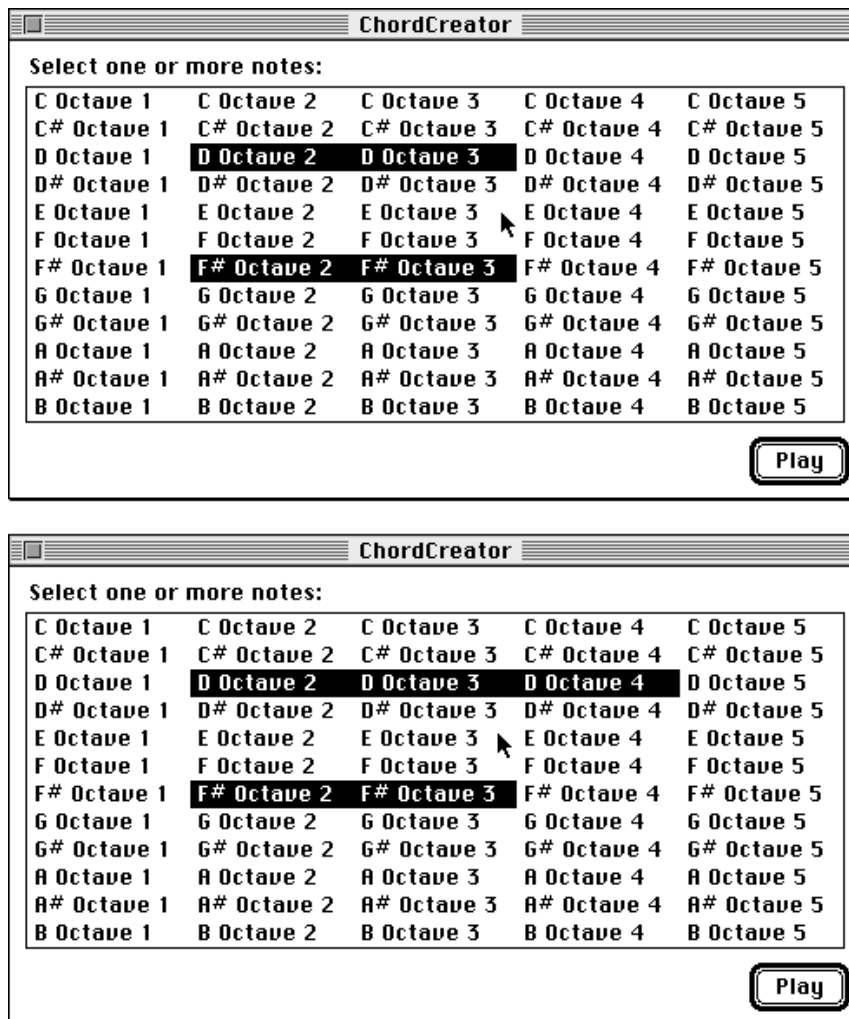 ChordCreator
Select one or more notes:
C Octave 1 C Octave 2 C Octave 3 C Octave 4 C Octave 5
C# Octave 1 C# Octave 2 C# Octave 3 C# Octave 4 C# Octave 5
D Octave 1 D Octave 2 D Octave 3 D Octave 4 D Octave 5
D# Octave 1 D# Octave 2 D# Octave 3 D# Octave 4 D# Octave 5
E Octave 1 E Octave 2 E Octave 3 E Octave 4 E Octave 5
F Octave 1 F Octave 2 F Octave 3 F Octave 4 F Octave 5
F# Octave 1 F# Octave 2 F# Octave 3 F# Octave 4 F# Octave 5
G Octave 1 G Octave 2 G Octave 3 G Octave 4 G Octave 5
G# Octave 1 G# Octave 2 G# Octave 3 G# Octave 4 G# Octave 5
A Octave 1 A Octave 2 A Octave 3 A Octave 4 A Octave 5
A# Octave 1 A# Octave 2 A# Octave 3 A# Octave 4 A# Octave 5
B Octave 1 B Octave 2 B Octave 3 B Octave 4 B Octave 5
Play
ChordCreator
Select one or more notes:
C Octave 1 C Octave 2 C Octave 3 C Octave 4 C Octave 5
C# Octave 1 C# Octave 2 C# Octave 3 C# Octave 4 C# Octave 5
D Octave 1 D Octave 2 D Octave 3 D Octave 4 D Octave 5
D# Octave 1 D# Octave 2 D# Octave 3 D# Octave 4 D# Octave 5
E Octave 1 E Octave 2 E Octave 3 E Octave 4 E Octave 5
F Octave 1 F Octave 2 F Octave 3 F Octave 4 F Octave 5
F# Octave 1 F# Octave 2 F# Octave 3 F# Octave 4 F# Octave 5
G Octave 1 G Octave 2 G Octave 3 G Octave 4 G Octave 5
G# Octave 1 G# Octave 2 G# Octave 3 G# Octave 4 G# Octave 5
A Octave 1 A Octave 2 A Octave 3 A Octave 4 A Octave 5
A# Octave 1 A# Octave 2 A# Octave 3 A# Octave 4 A# Octave 5
B Octave 1 B Octave 2 B Octave 3 B Octave 4 B Octave 5
Play